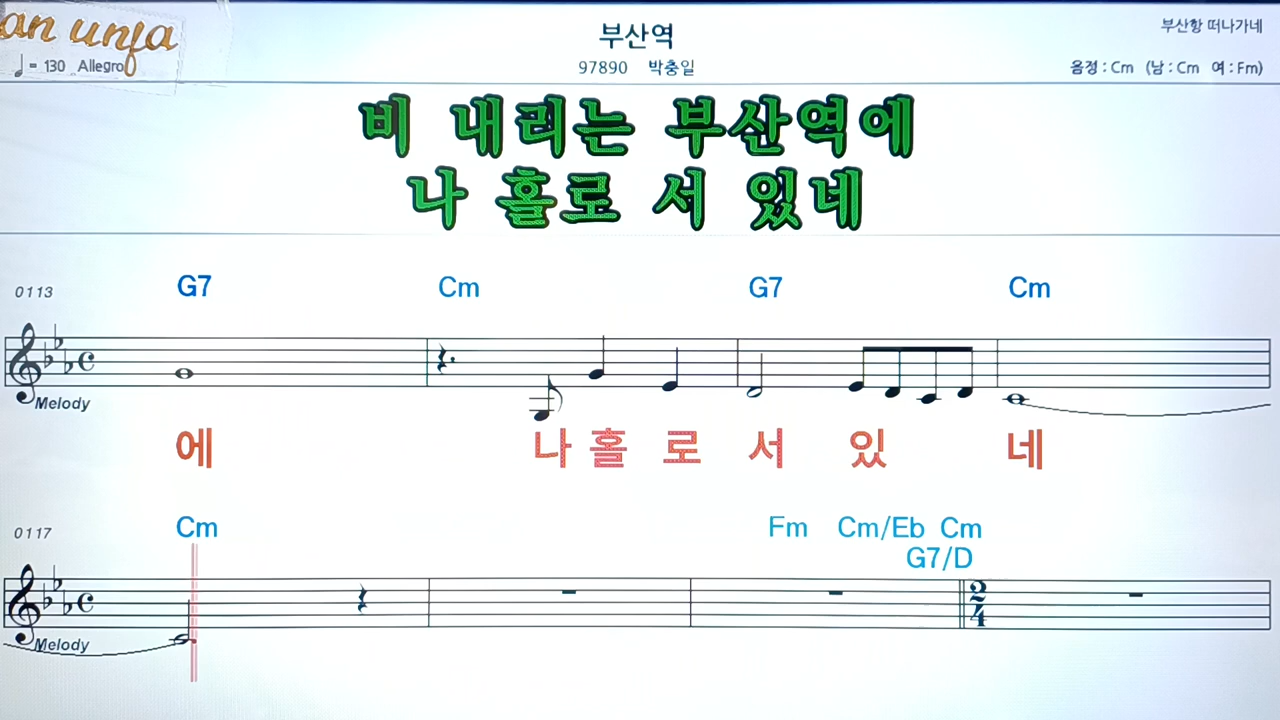 an unja
부산역
부산항 떠나가네
♩= 130 Allegro
97890 박충일
음정 : Cm (남 : Cm 여 : Fm)
비 내리는 부산역에
나 홀로 서 있네
0113 G7 Cm G7 Cm
Melody
에 나 홀 로 서 있 네
0117 Cm Fm Cm/Eb Cm
G7/D
2
4
Melody